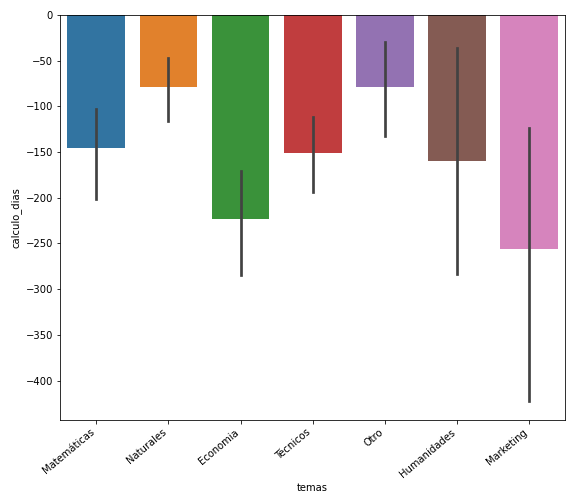 0
−50
−100
−150
−200
−250
−300
−350
−400
calculo_dias
Matemáticas
Naturales
Economia
Técnicos
Otro
Humanidades
Marketing
temas